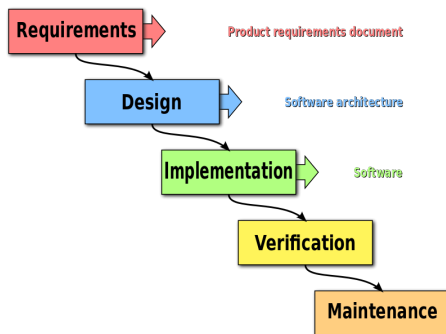 Requirements
Product requirements document
Design
Software architecture
Implementation
Software
Verification
Maintenance